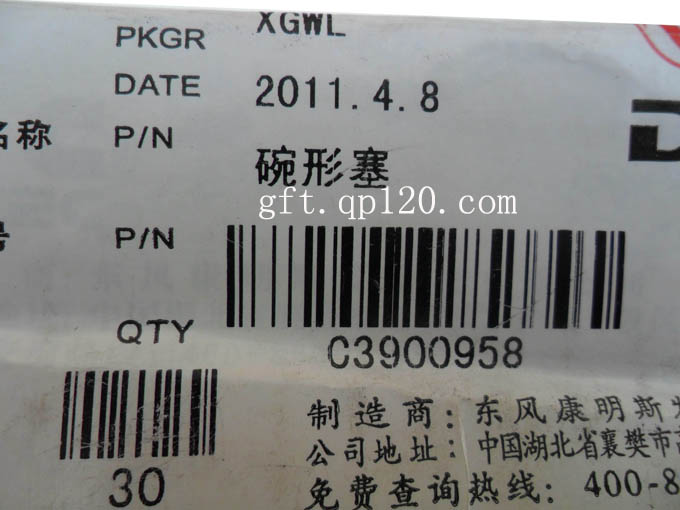 PKGR XGWL
DATE 2011.4.8
名称 P/N 碗形塞
gft.qp120.com
号 P/N
C3900958
QTY
30
制造商: 东风康明斯
公司地址: 中国湖北省襄樊市
免费查询热线: 400-8